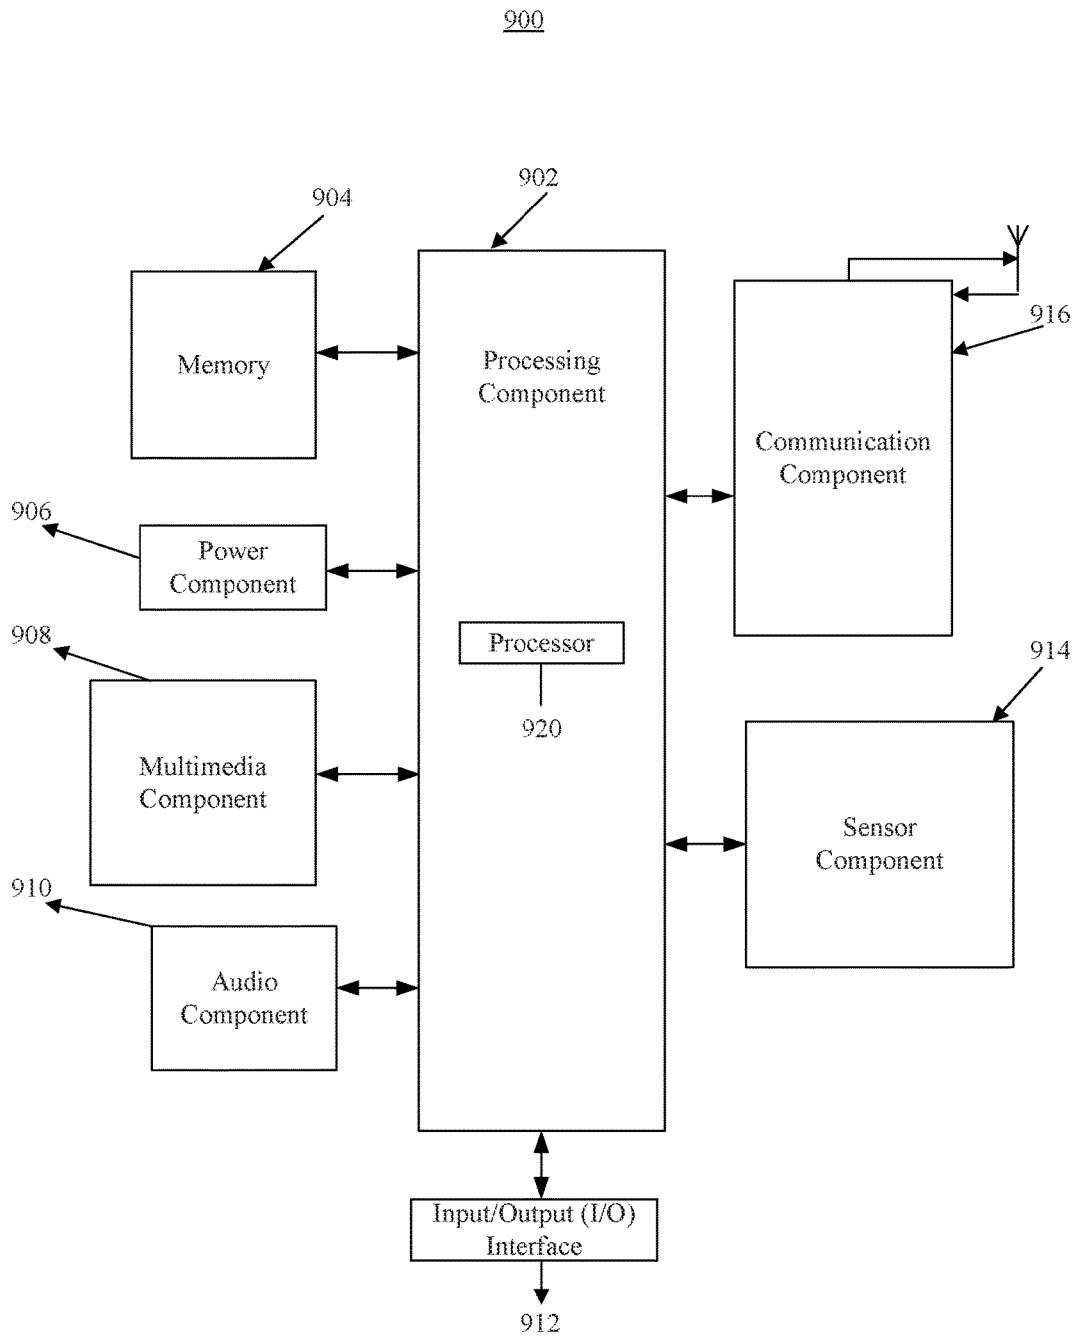 900
902
904
916
Memory
Processing
Component
Communication
Component
906
Power
Component
908
Processor
914
920
Multimedia
Component
Sensor
Component
910
Audio
Component
Input/Output (I/O)
Interface
912